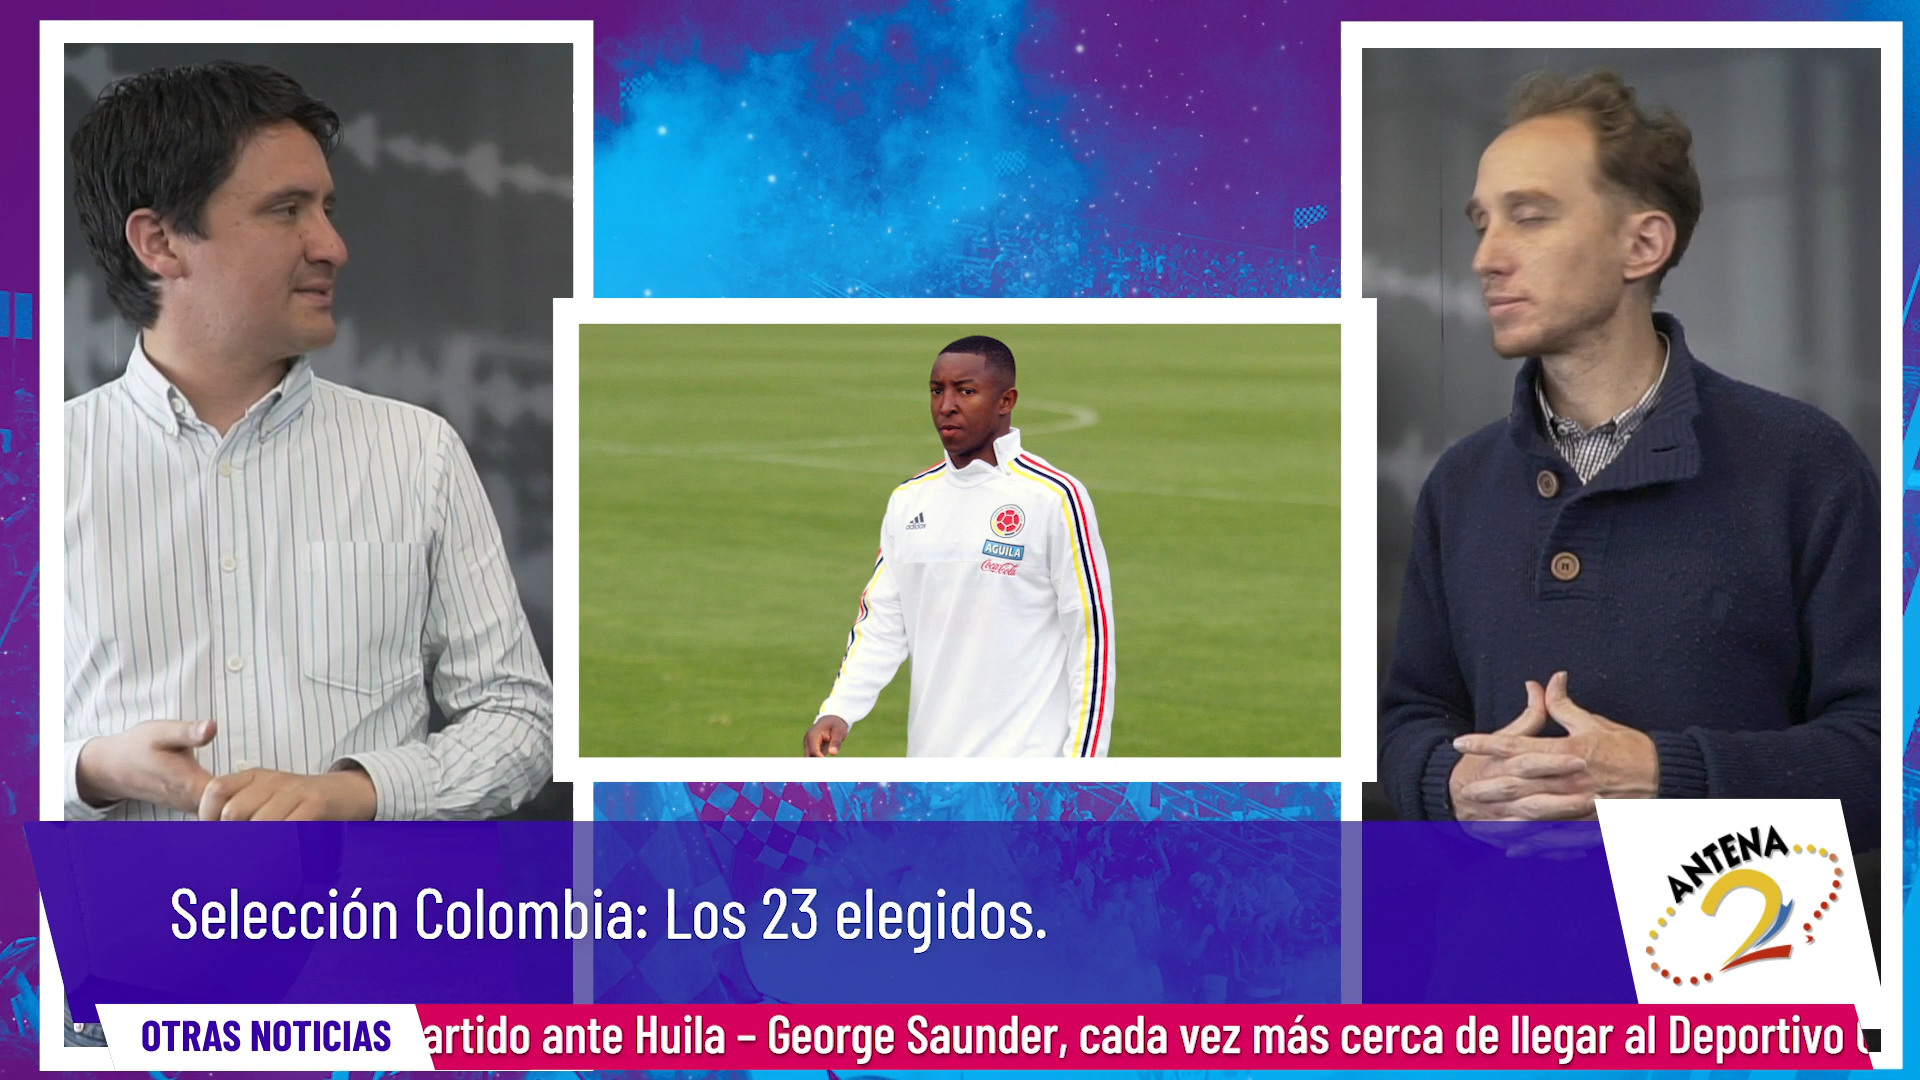 adidas
AGUILA
Coca-Cola
ANTENA
2
Selección Colombia: Los 23 elegidos.
OTRAS NOTICIAS
artido ante Huila – George Saunder, cada vez más cerca de llegar al Deportivo